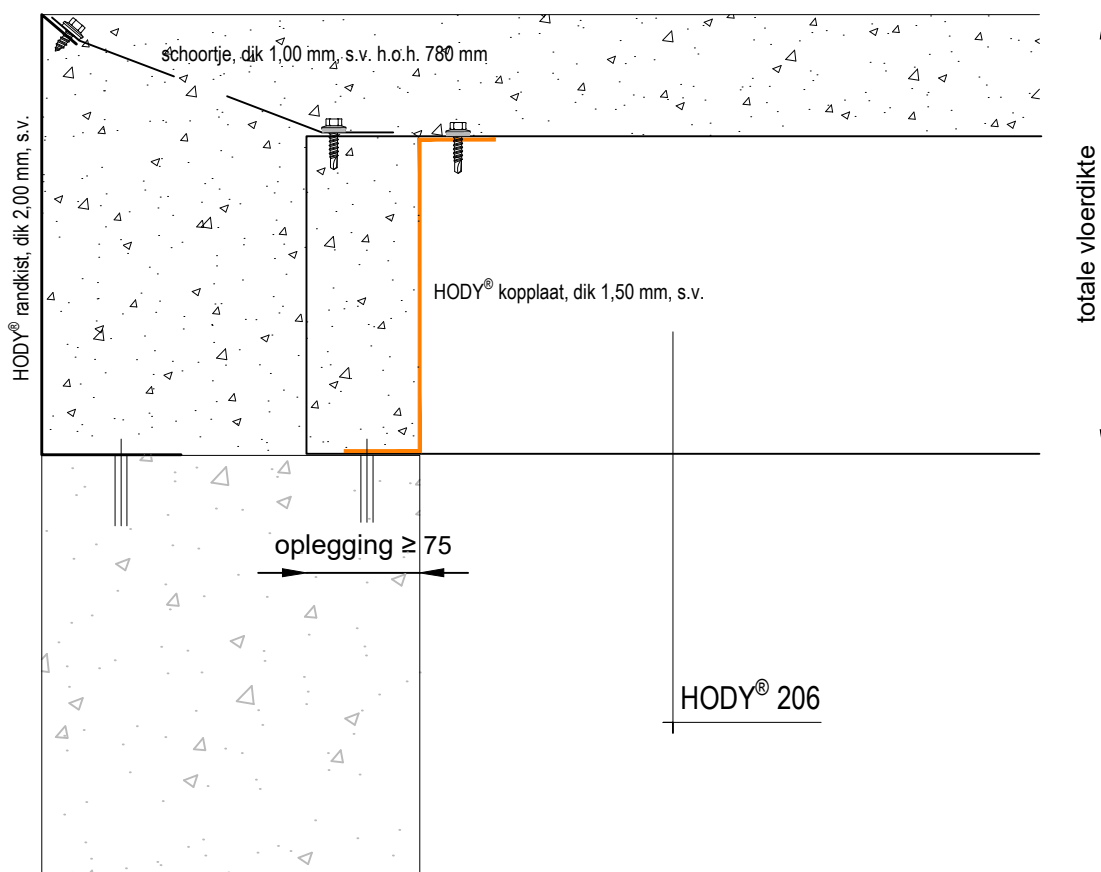 schoortje, dik 1,00 mm, s.v. h.o.h. 780 mm
HODY® randkist, dik 2,00 mm, s.v.
totale vloerdikte
HODY® kopplaat, dik 1,50 mm, s.v.
oplegging ≥ 75
HODY® 206